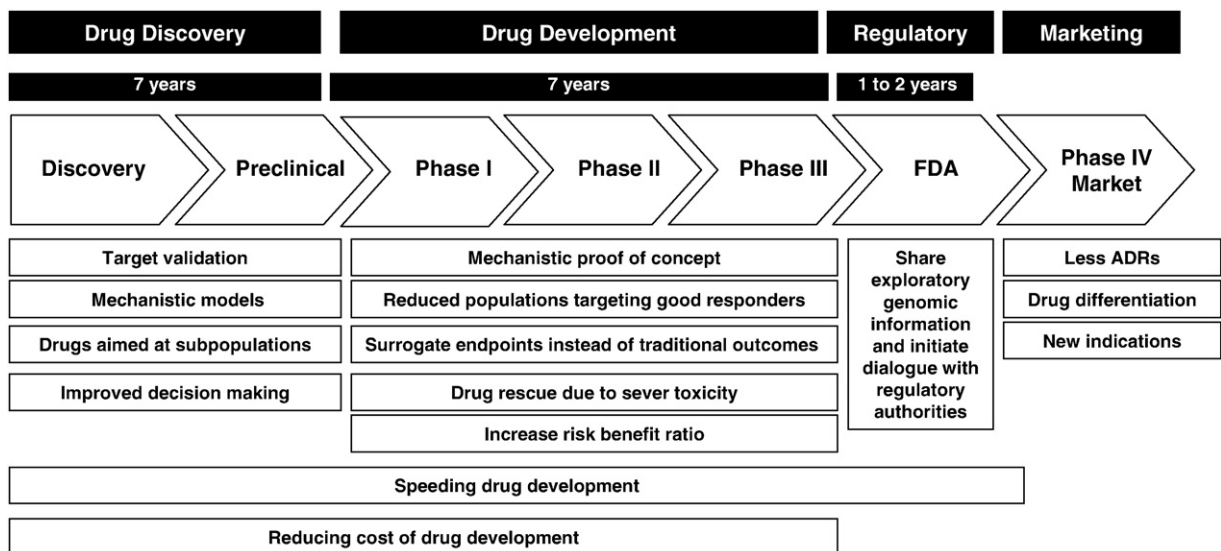 Drug Discovery
Drug Development
Regulatory
Marketing
7 years
7 years
1 to 2 years
Discovery
Preclinical
Phase I
Phase II
Phase III
FDA
Phase IV
Market
Target validation
Mechanistic models
Drugs aimed at subpopulations
Improved decision making
Mechanistic proof of concept
Reduced populations targeting good responders
Surrogate endpoints instead of traditional outcomes
Drug rescue due to sever toxicity
Increase risk benefit ratio
Share
exploratory
genomic
information
and initiate
dialogue with
regulatory
authorities
Less ADRs
Drug differentiation
New indications
Speeding drug development
Reducing cost of drug development